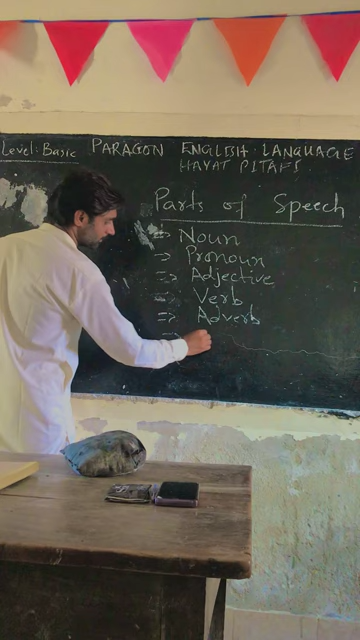 Level: Basic
PARAGON ENGLISH LANGUAGE
HAYAT PITAFI
Parts of Speech
⇒ Noun
⇒ Pronoun
⇒ Adjective
⇒ Verb
⇒ Adverb